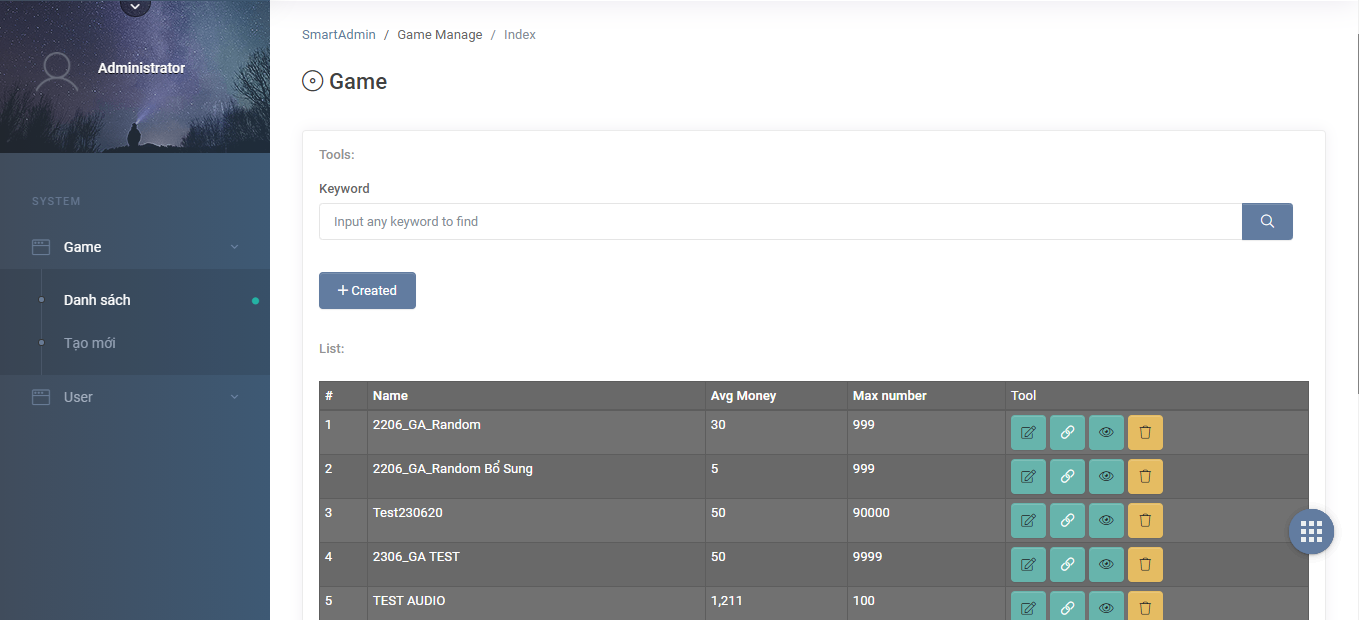 Administrator
SYSTEM
Game
Danh sách
Tạo mới
User
SmartAdmin / Game Manage / Index
Game
Tools:
Keyword
Input any keyword to find
+ Created
List:
# Name Avg Money Max number Tool
1 2206_GA_Random 30 999
2 2206_GA_Random Bổ Sung 5 999
3 Test230620 50 90000
4 2306_GA TEST 50 9999
5 TEST AUDIO 1,211 100